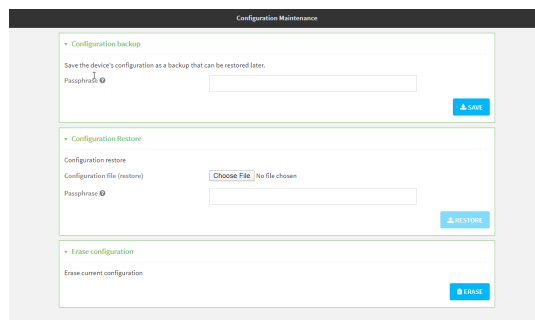 Configuration Maintenance
Configuration backup
Save the device's configuration as a backup that can be restored later.
Passphrase
SAVE
Configuration Restore
Configuration restore
Configuration file (restore) Choose File No file chosen
Passphrase
RESTORE
Erase configuration
Erase current configuration
ERASE